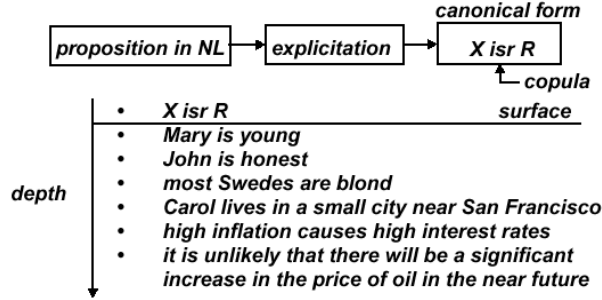 canonical form
proposition in NL
explicitation
X isr R
copula
• X isr R
surface
• Mary is young
• John is honest
depth
• most Swedes are blond
• Carol lives in a small city near San Francisco
• high inflation causes high interest rates
• it is unlikely that there will be a significant
increase in the price of oil in the near future